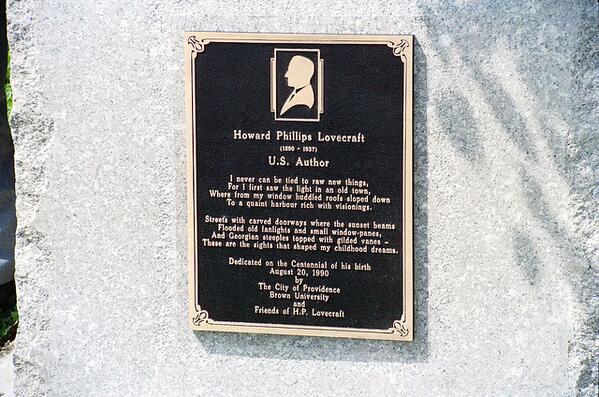 Howard Phillips Lovecraft
(1890 - 1937)
U.S. Author
I never can be tied to raw new things,
For I first saw the light in an old town,
Where from my window huddled roofs sloped down
To a quaint harbour rich with visionings.
Streets with carved doorways where the sunset beams
Flooded old fanlights and small window-panes,
And Georgian steeples topped with gilded vanes -
These are the sights that shaped my childhood dreams.
Dedicated on the Centennial of his birth
August 20, 1990
by
The City of Providence
Brown University
and
Friends of H.P. Lovecraft